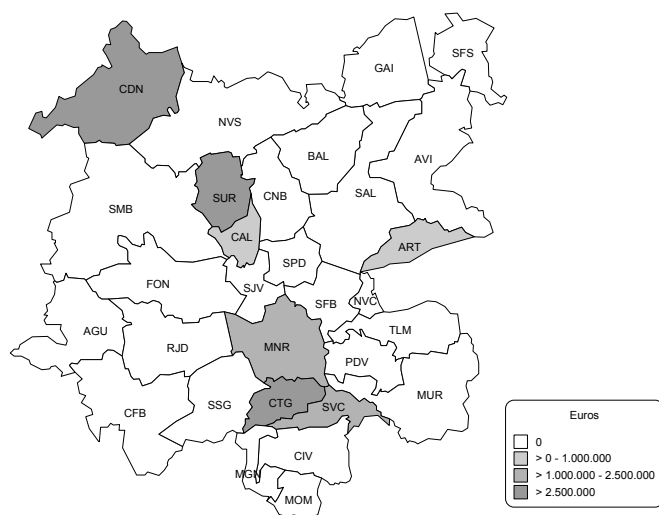 SFS
GAI
CDN
NVS
BAL
AVI
SUR
CNB
SAL
SMB
CAL
ART
SPD
FON
SJV
SFB
NVC
AGU
RJD
MNR
TLM
PDV
MUR
CFB
SSG
CTG
SVC
CIV
MGN
MOM
Euros
0
> 0 - 1.000.000
> 1.000.000 - 2.500.000
> 2.500.000